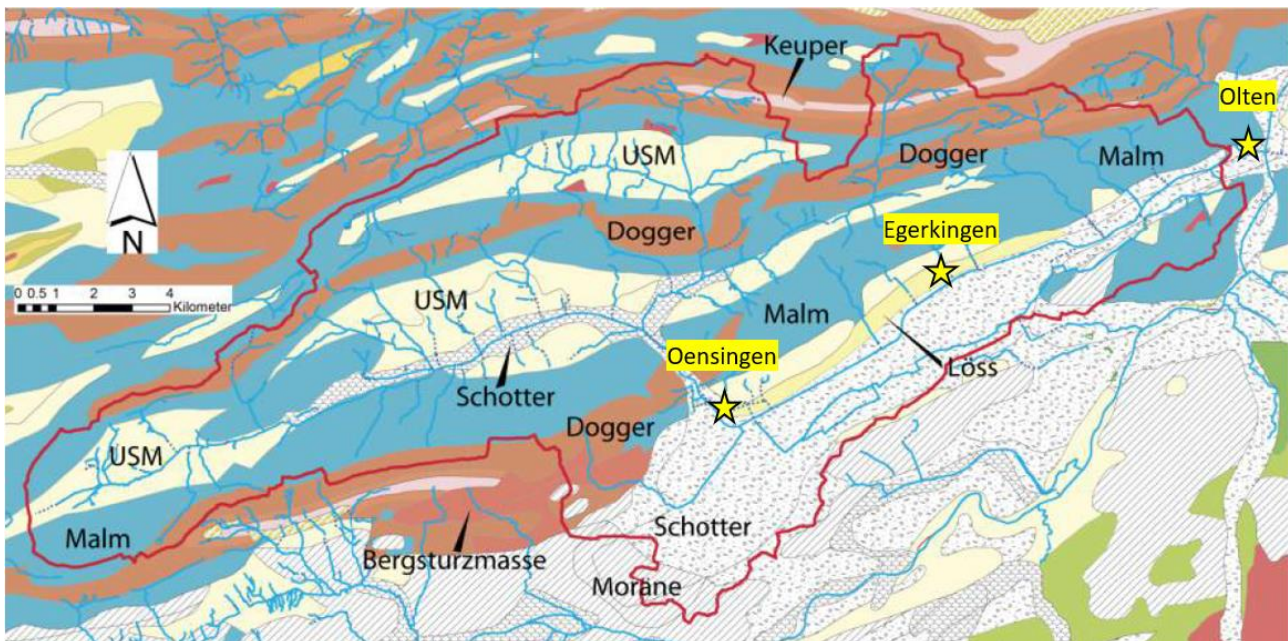 Keuper
Olten
USM
Dogger
Malm
Dogger
Egerkingen
N
0 0.5 1 2 3 4
Kilometer
USM
Malm
Oensingen
Löss
Schotter
Dogger
USM
Schotter
Malm
Bergsturzmasse
Moräne